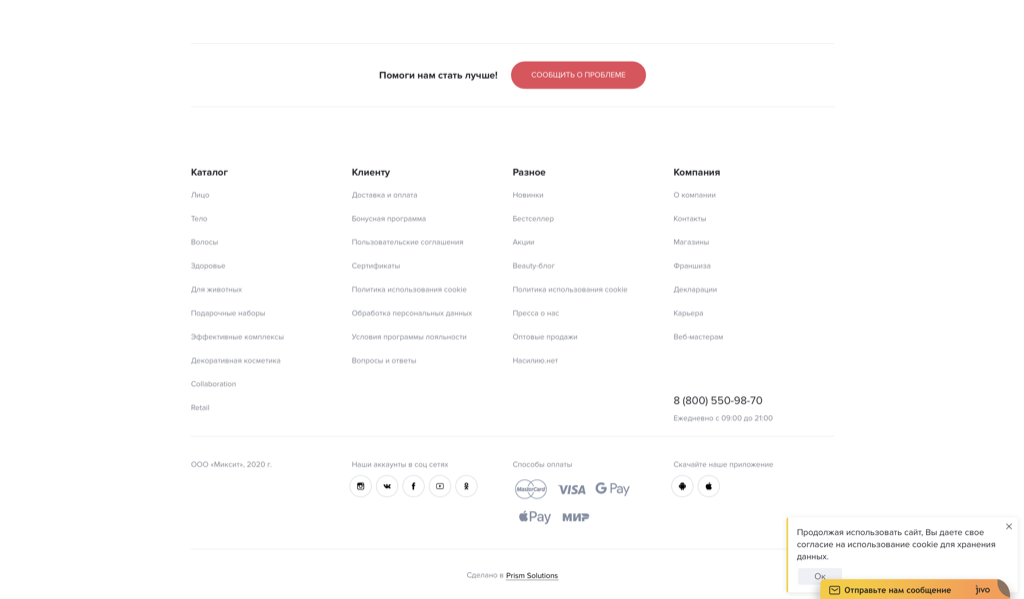 Помоги нам стать лучше!
СООБЩИТЬ О ПРОБЛЕМЕ
Каталог
Лицо
Тело
Волосы
Здоровье
Для животных
Подарочные наборы
Эффективные комплексы
Декоративная косметика
Collaboration
Retail
Клиенту
Доставка и оплата
Бонусная программа
Пользовательские соглашения
Сертификаты
Политика использования cookie
Обработка персональных данных
Условия программы лояльности
Вопросы и ответы
Разное
Новинки
Бестселлер
Акции
Beauty-блог
Политика использования cookie
Пресса о нас
Оптовые продажи
Насилию.нет
Компания
О компании
Контакты
Магазины
Франшиза
Декларации
Карьера
Веб-мастерам
8 (800) 550-98-70
Ежедневно с 09:00 до 21:00
ООО «Миксит», 2020 г.
Наши аккаунты в соц сетях
Способы оплаты
MasterCard VISA G Pay
Pay МИР
Скачайте наше приложение
Сделано в Prism Solutions
Продолжая использовать сайт, Вы даете свое
согласие на использование cookie для хранения
данных.
Ок
Отправьте нам сообщение
jivo